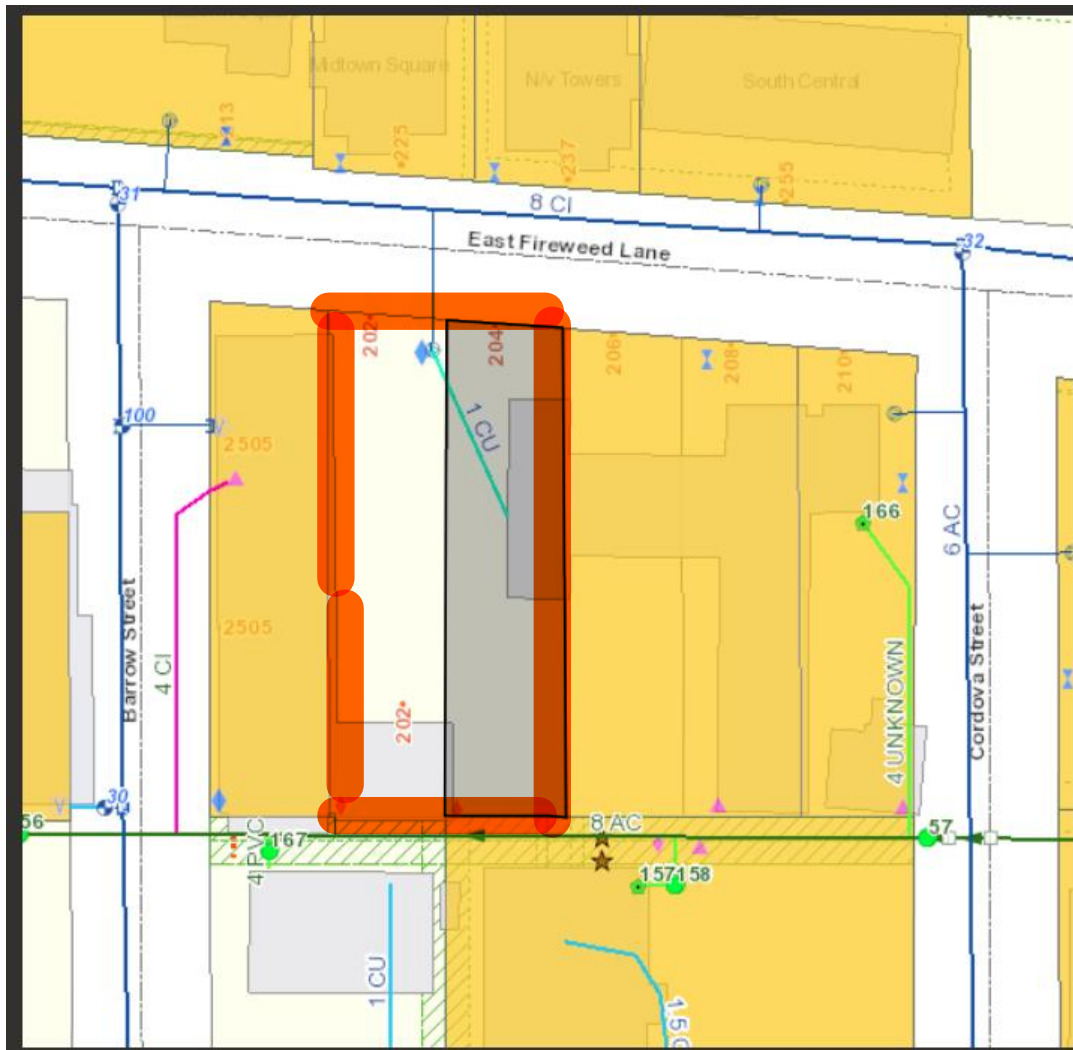 Midtown Square
N/v Towers
South Central
213
225
237
255
31
8 CI
32
East Fireweed Lane
202
204
206
208
210
100
2505
1 CU
166
6 AC
4 CI
Barrow Street
2505
4 UNKNOWN
Cordova Street
202
30
56
8 AC
57
4 PVC
167
157
158
1 CU